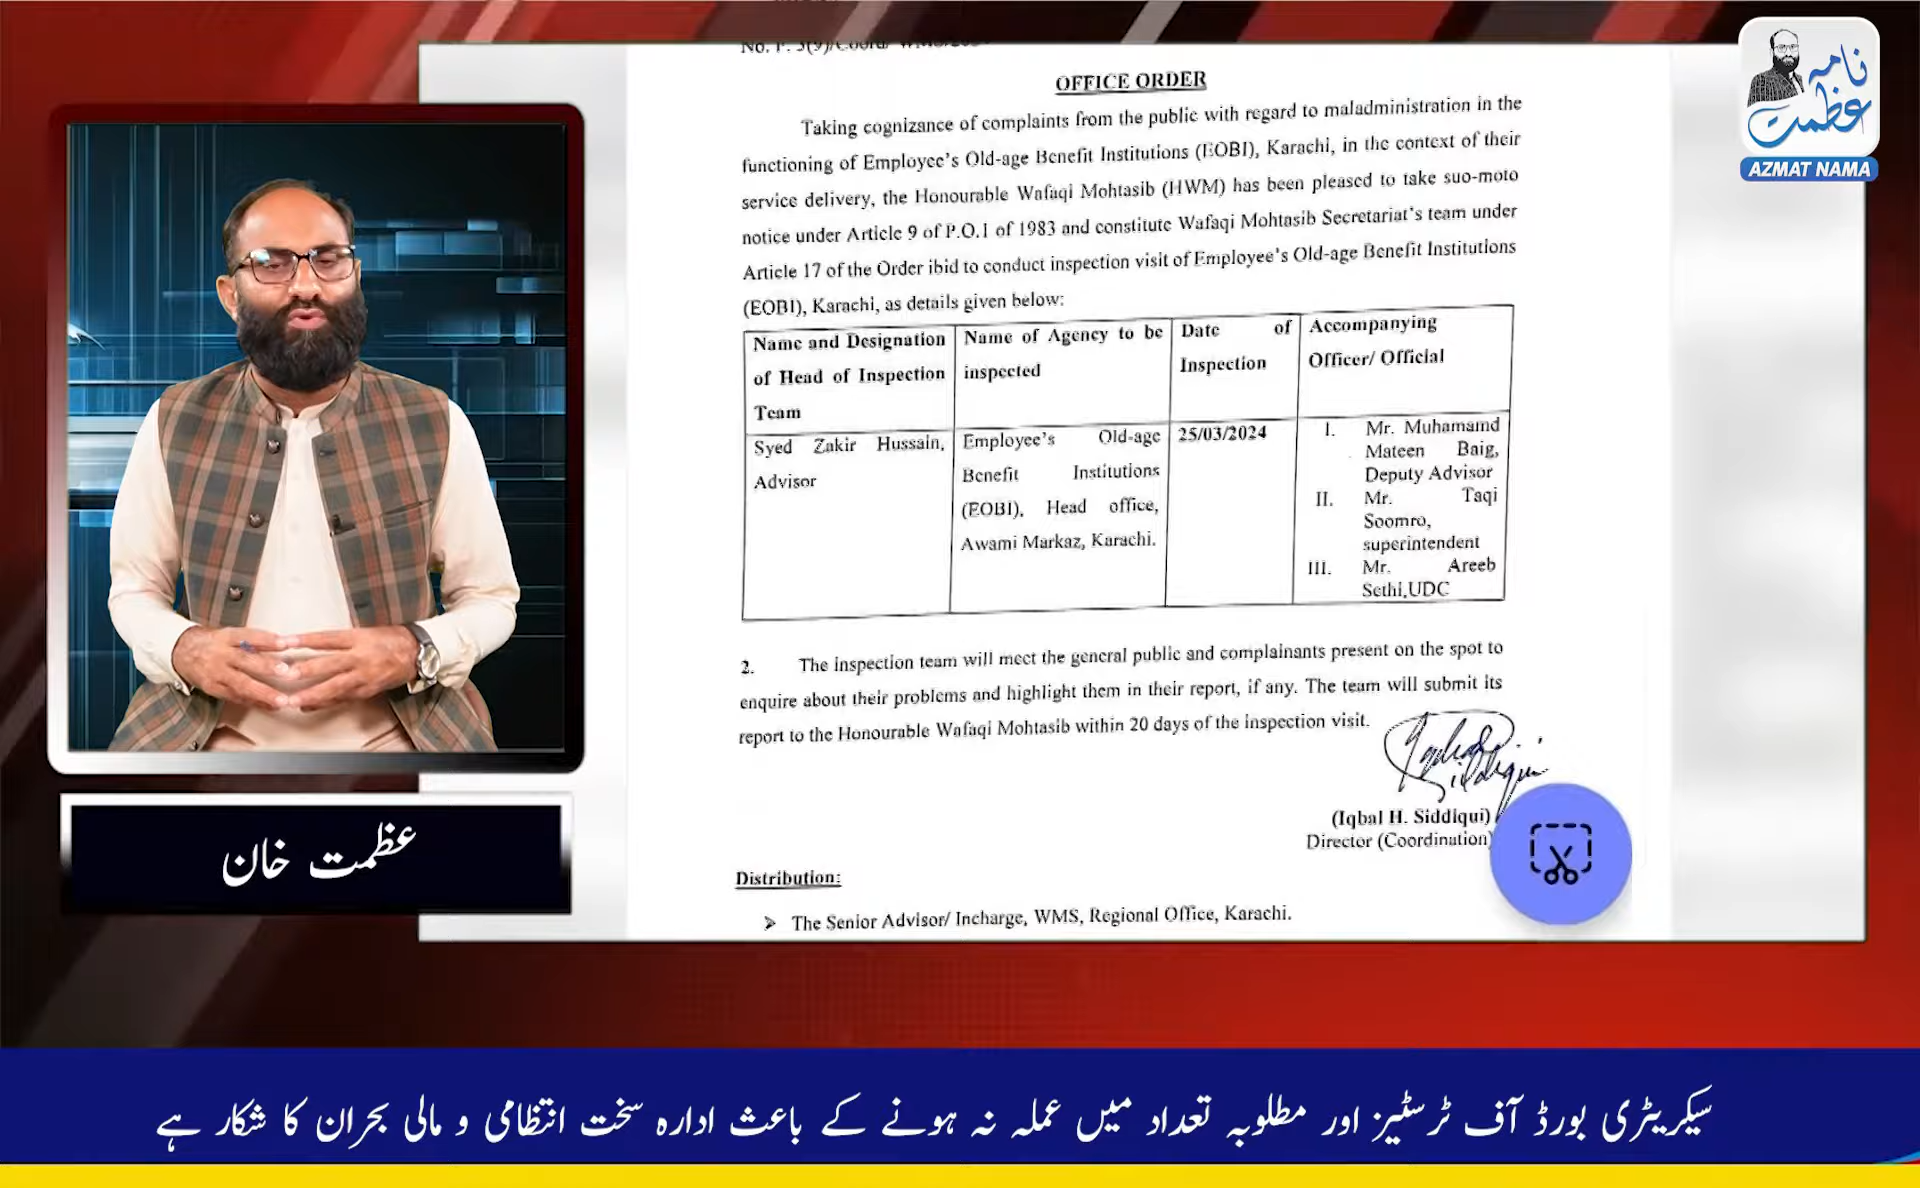 نامہ
عظمت
AZMAT NAMA
OFFICE ORDER
Taking cognizance of complaints from the public with regard to maladministration in the
functioning of Employee's Old-age Benefit Institutions (EOBI), Karachi, in the context of their
service delivery, the Honourable Wafaqi Mohtasib (HWM) has been pleased to take suo-moto
notice under Article 9 of P.O.1 of 1983 and constitute Wafaqi Mohtasib Secretariat's team under
Article 17 of the Order ibid to conduct inspection visit of Employee's Old-age Benefit Institutions
(EOBI), Karachi, as details given below:
Name and Designation
of Head of Inspection
Team
Name of Agency to be
inspected
Date of
Inspection
Accompanying
Officer/ Official
Syed Zakir Hussain,
Advisor
Employee's Old-age
Benefit Institutions
(EOBI), Head office,
Awami Markaz, Karachi.
25/03/2024
I. Mr. Muhamamd
Mateen Baig,
Deputy Advisor
II. Mr. Taqi
Soomro,
superintendent
III. Mr. Areeb
Sethi,UDC
2. The inspection team will meet the general public and complainants present on the spot to
enquire about their problems and highlight them in their report, if any. The team will submit its
report to the Honourable Wafaqi Mohtasib within 20 days of the inspection visit.
(Iqbal H. Siddiqui)
Director (Coordination)
Distribution:
➢ The Senior Advisor/ Incharge, WMS, Regional Office, Karachi.
عظمت خان
سیکریٹری بورڈ آف ٹرسٹیز اور مطلوبہ تعداد میں عملہ نہ ہونے کے باعث ادارہ سخت انتظامی و مالی بحران کا شکار ہے